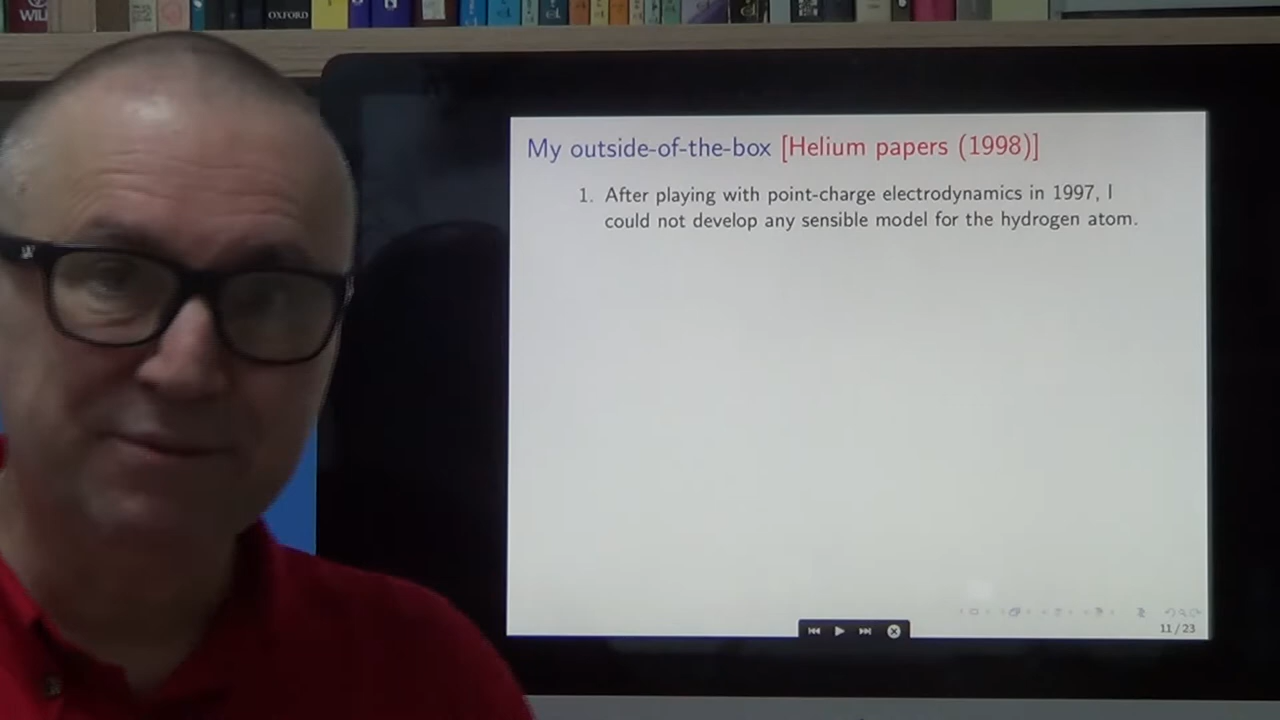 WIL
OXFORD
My outside-of-the-box [Helium papers (1998)]
1. After playing with point-charge electrodynamics in 1997, I
could not develop any sensible model for the hydrogen atom.
11/23